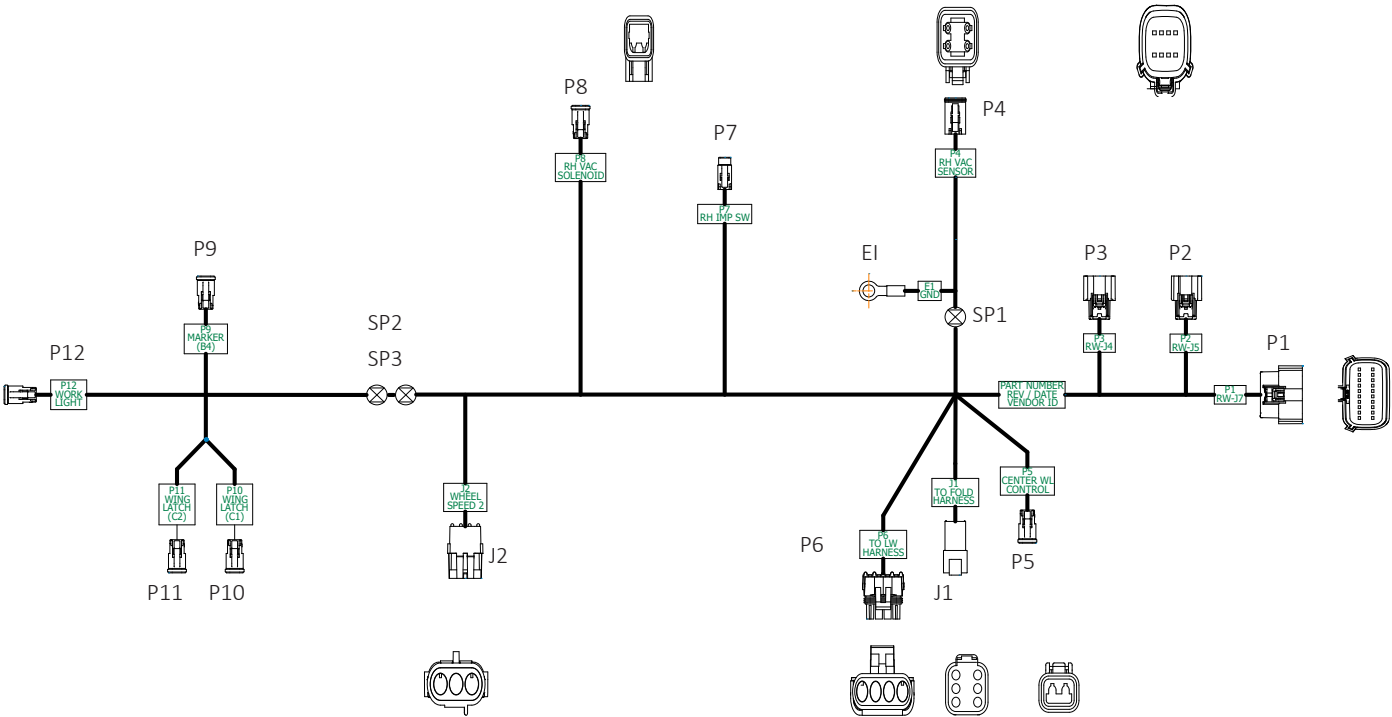 P8
P8
RH VAC
SOLENOID
P7
P7
RH IMP SW
P4
P4
RH VAC
SENSOR
EI
E1
GND
SP1
P3
P3
RW-J4
P2
P2
RW-J5
P1
P1
RW-J7
PART NUMBER
REV / DATE
VENDOR ID
P9
P9
MARKER
(B4)
SP2
SP3
P12
P12
WORK
LIGHT
P11
WING
LATCH
(C2)
P11
P10
WING
LATCH
(C1)
P10
J2
WHEEL
SPEED 2
J2
P6
P6
TO LW
HARNESS
J1
TO FOLD
HARNESS
J1
P5
CENTER WL
CONTROL
P5